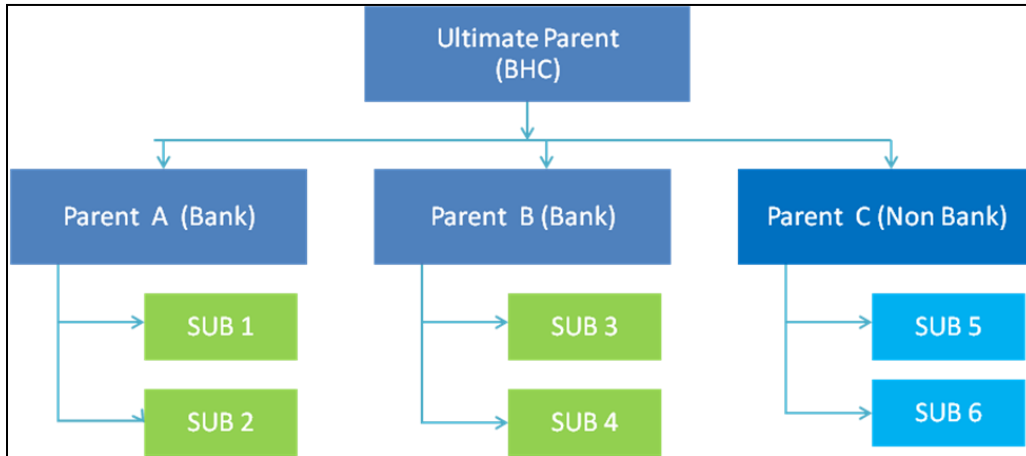 Ultimate Parent
(BHC)
Parent A (Bank)
Parent B (Bank)
Parent C (Non Bank)
SUB 1
SUB 3
SUB 5
SUB 2
SUB 4
SUB 6